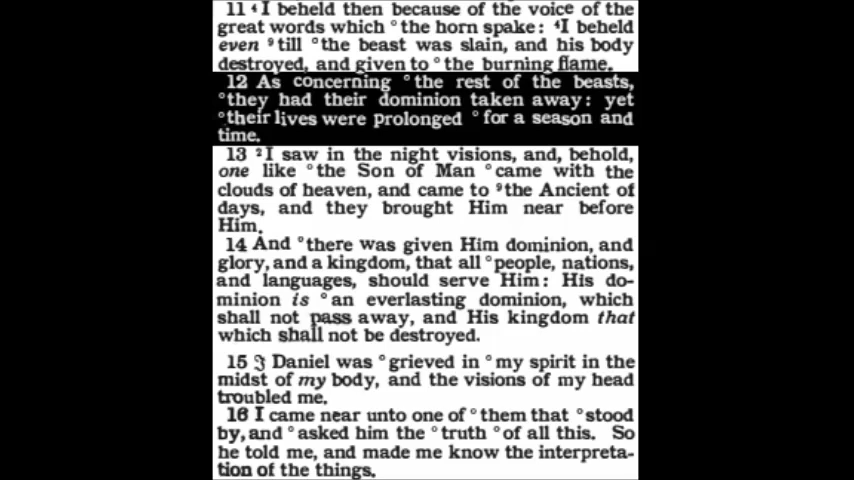 11 ⁴I beheld then because of the voice of the
great words which °the horn spake: ⁴I beheld
even ⁹till °the beast was slain, and his body
destroyed, and given to °the burning flame.
12 As concerning °the rest of the beasts,
°they had their dominion taken away: yet
°their lives were prolonged °for a season and
time.
13 ²I saw in the night visions, and, behold,
one like °the Son of Man °came with the
clouds of heaven, and came to ⁹the Ancient of
days, and they brought Him near before
Him.
14 And °there was given Him dominion, and
glory, and a kingdom, that all °people, nations,
and languages, should serve Him: His do-
minion is °an everlasting dominion, which
shall not pass away, and His kingdom that
which shall not be destroyed.
15 ℑ Daniel was °grieved in °my spirit in the
midst of my body, and the visions of my head
troubled me.
16 I came near unto one of °them that °stood
by, and °asked him the °truth °of all this. So
he told me, and made me know the interpreta-
tion of the things.